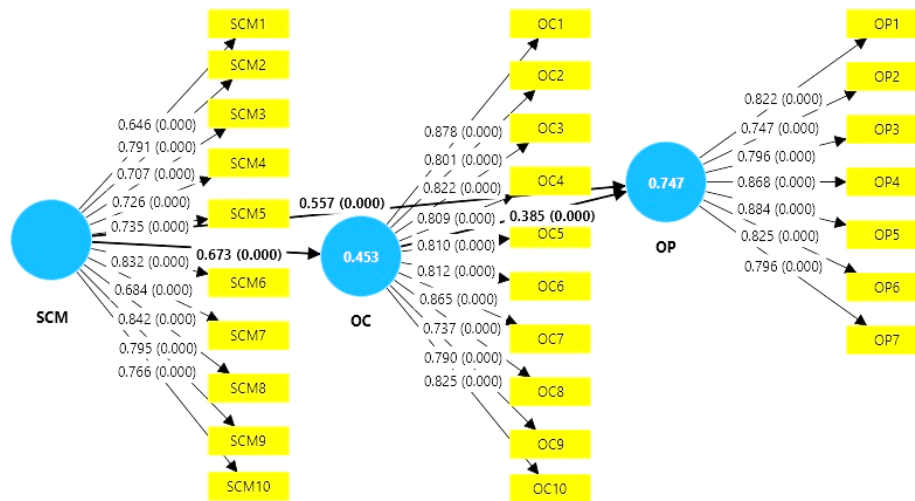 SCM1
SCM2
SCM3
SCM4
SCM5
SCM6
SCM7
SCM8
SCM9
SCM10
0.646 (0.000)
0.791 (0.000)
0.707 (0.000)
0.726 (0.000)
0.735 (0.000)
0.832 (0.000)
0.684 (0.000)
0.842 (0.000)
0.795 (0.000)
0.766 (0.000)
SCM
0.557 (0.000)
0.673 (0.000)
OC1
OC2
OC3
OC4
OC5
OC6
OC7
OC8
OC9
OC10
0.878 (0.000)
0.801 (0.000)
0.822 (0.000)
0.809 (0.000)
0.810 (0.000)
0.812 (0.000)
0.865 (0.000)
0.737 (0.000)
0.790 (0.000)
0.825 (0.000)
0.453
OC
0.385 (0.000)
OP1
OP2
OP3
OP4
OP5
OP6
OP7
0.822 (0.000)
0.747 (0.000)
0.796 (0.000)
0.868 (0.000)
0.884 (0.000)
0.825 (0.000)
0.796 (0.000)
0.747
OP